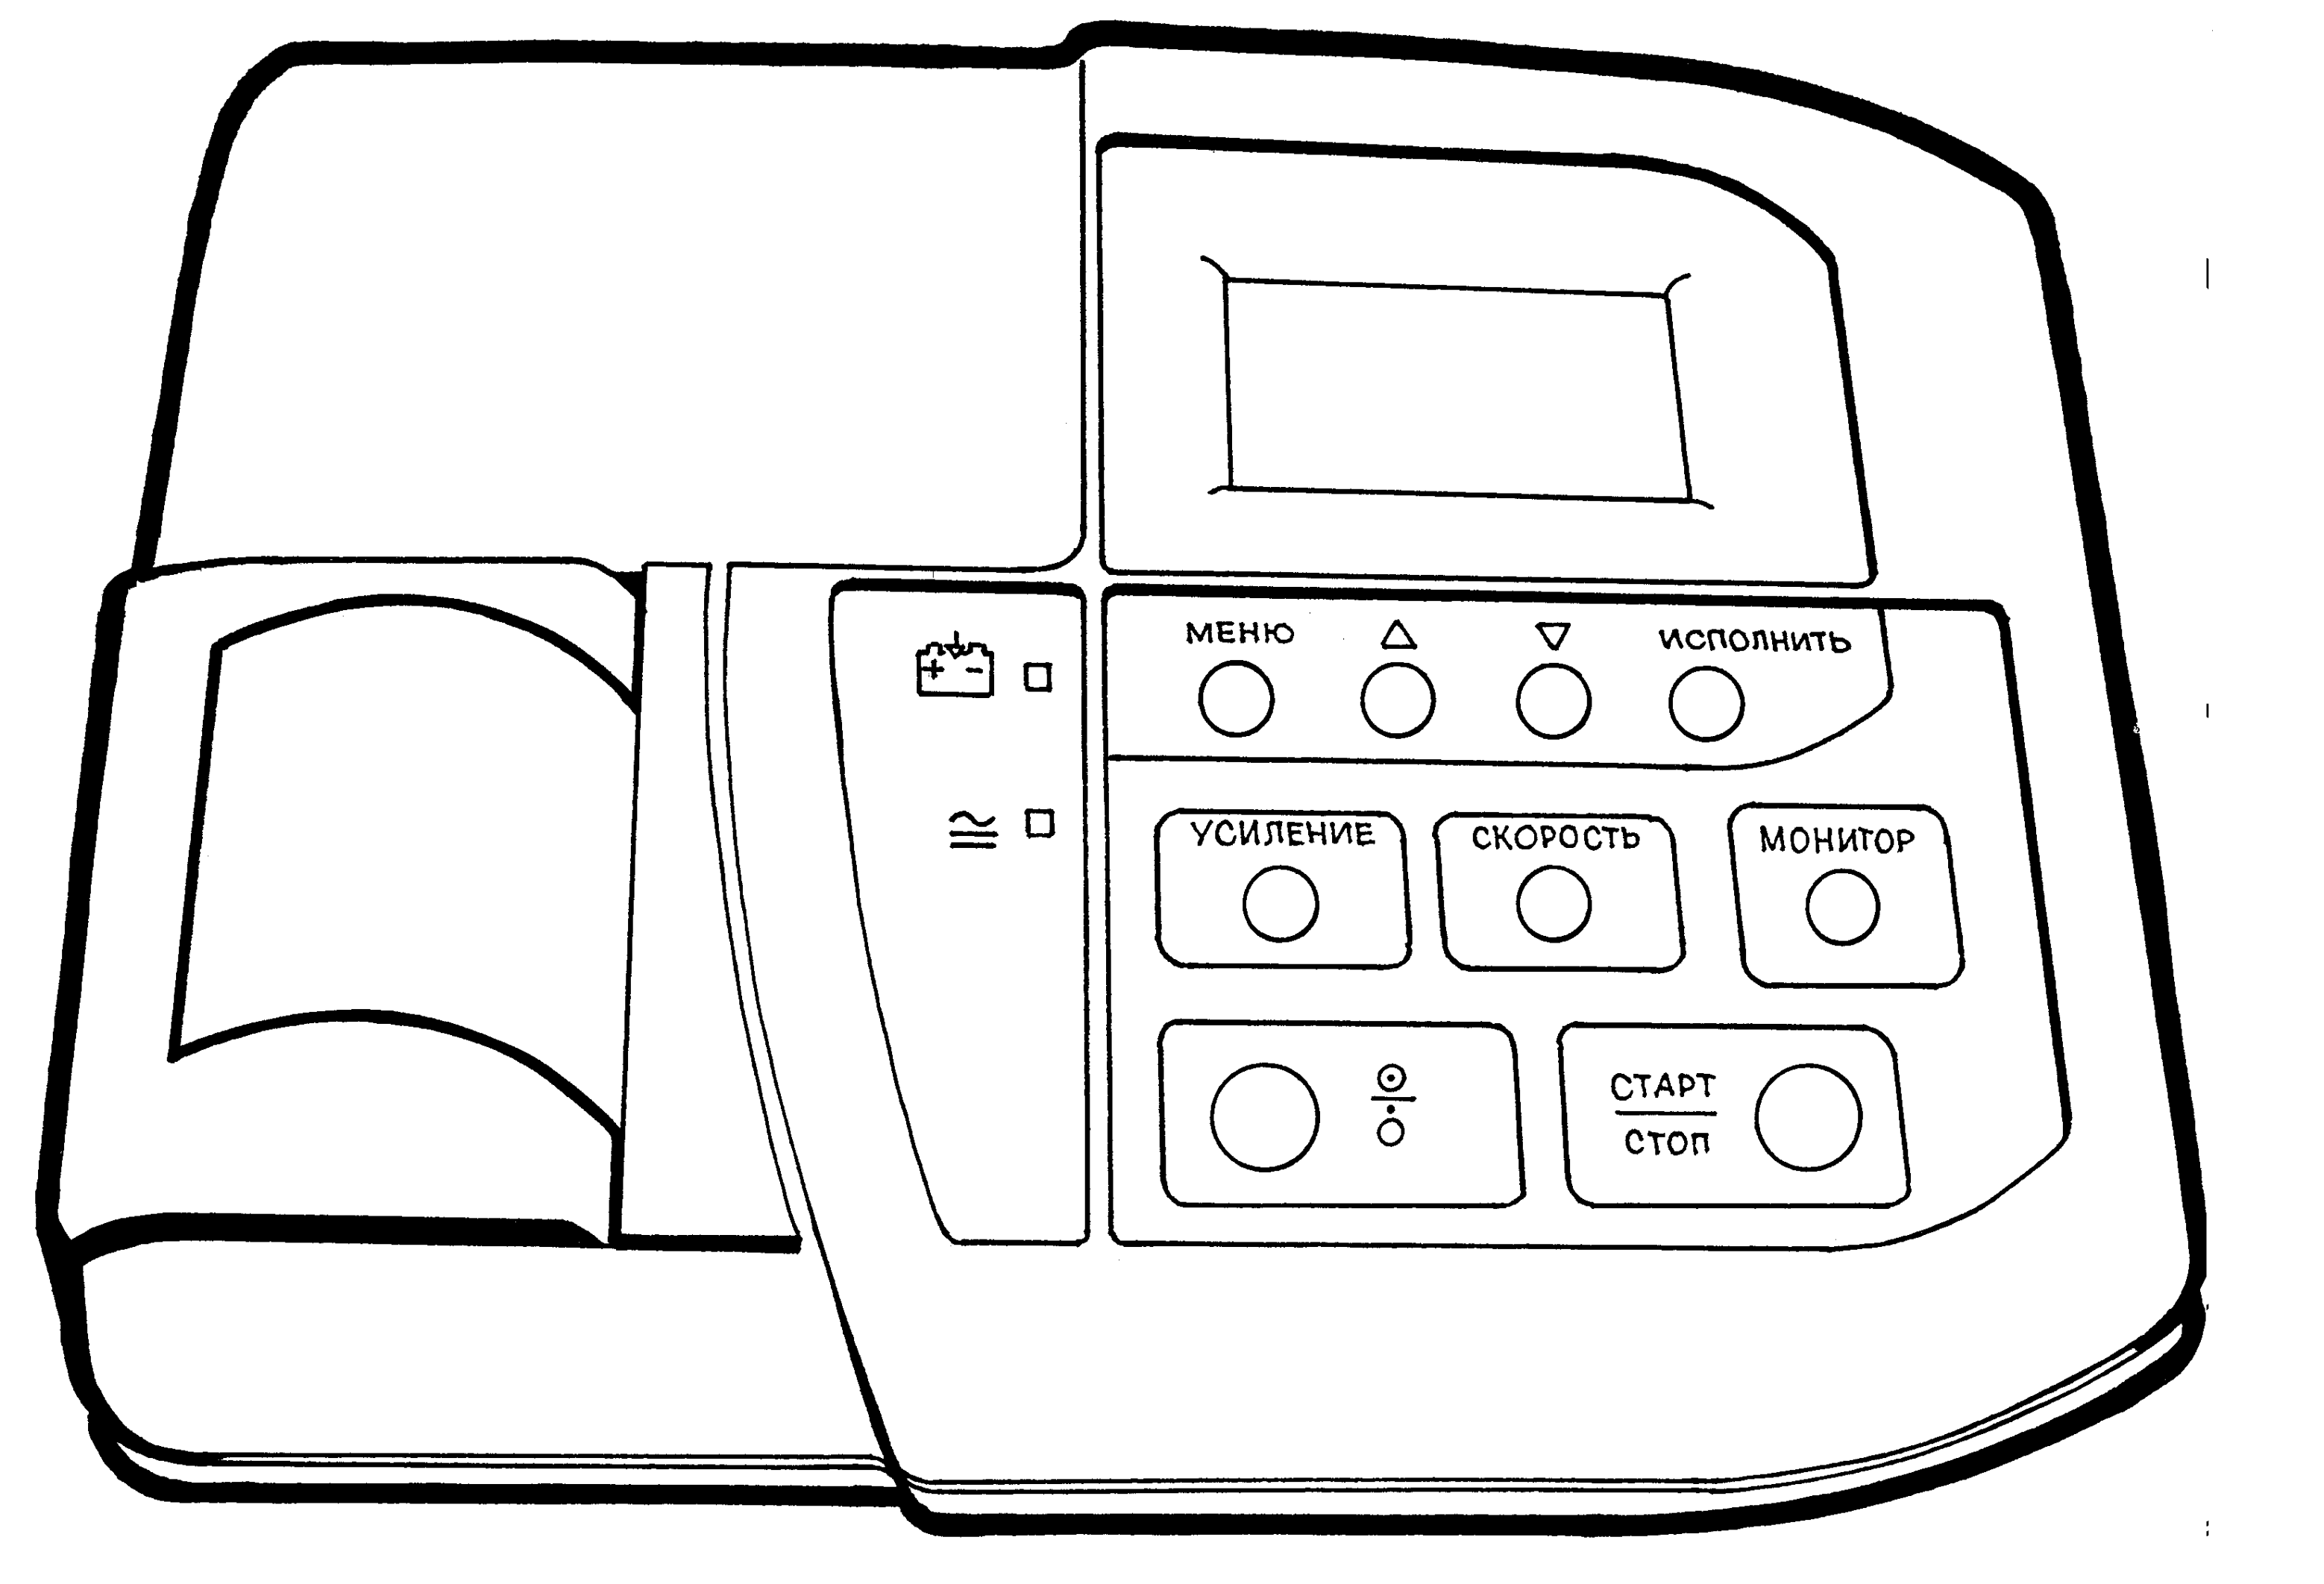 МЕНЮ
ИСПОЛНИТЬ
УСИЛЕНИЕ
СКОРОСТЬ
МОНИТОР
СТАРТ
СТОП